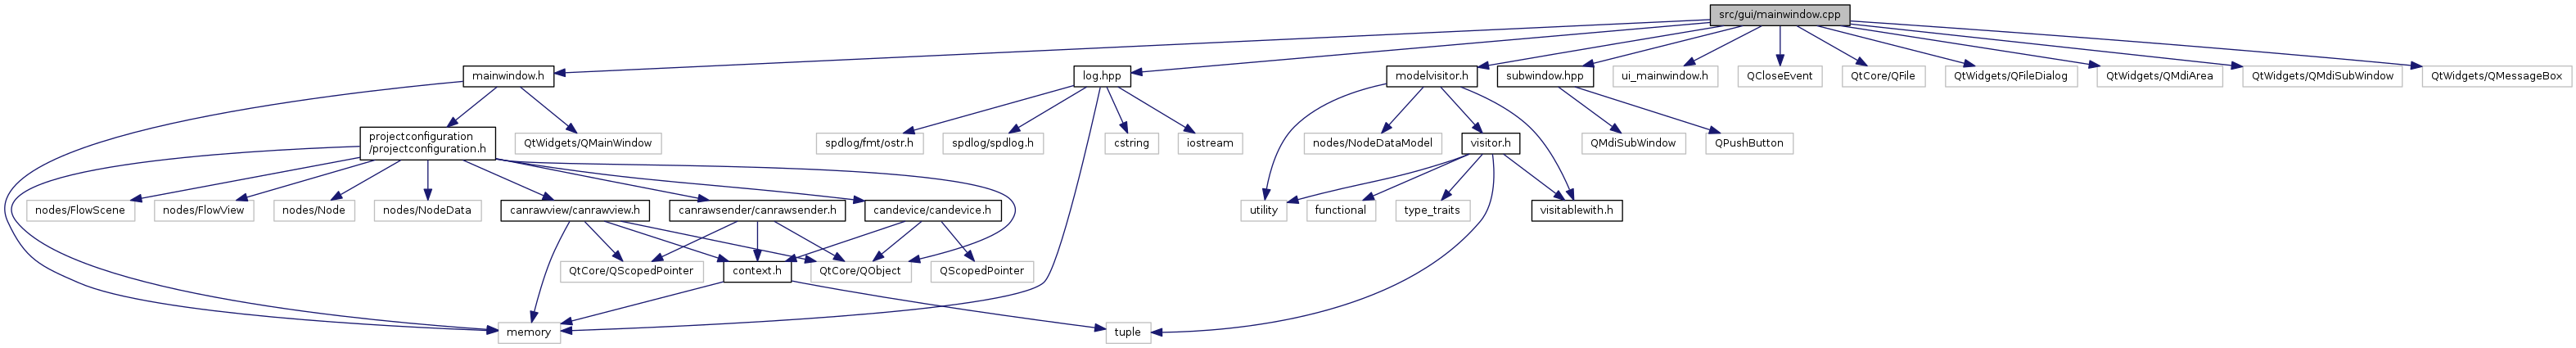 src/gui/mainwindow.cpp
mainwindow.h
log.hpp
modelvisitor.h
subwindow.hpp
ui_mainwindow.h
QCloseEvent
QtCore/QFile
QtWidgets/QFileDialog
QtWidgets/QMdiArea
QtWidgets/QMdiSubWindow
QtWidgets/QMessageBox
projectconfiguration
/projectconfiguration.h
QtWidgets/QMainWindow
spdlog/fmt/ostr.h
spdlog/spdlog.h
cstring
iostream
nodes/NodeDataModel
visitor.h
QMdiSubWindow
QPushButton
nodes/FlowScene
nodes/FlowView
nodes/Node
nodes/NodeData
canrawview/canrawview.h
canrawsender/canrawsender.h
candevice/candevice.h
utility
functional
type_traits
visitablewith.h
QtCore/QScopedPointer
context.h
QtCore/QObject
QScopedPointer
memory
tuple